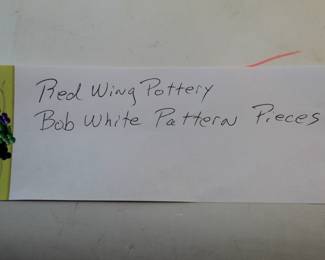 Red Wing Pottery
Bob White Pattern Pieces